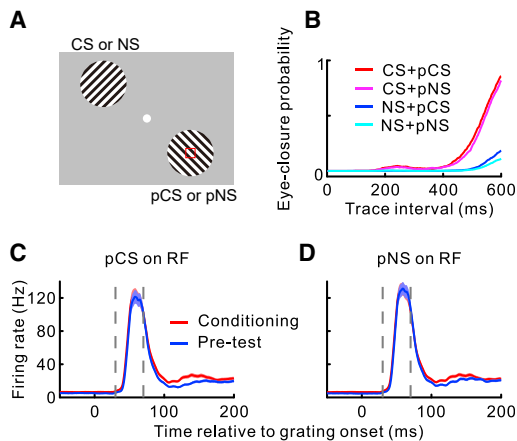 A
CS or NS
pCS or pNS
B
Eye-closure probability
1
0
CS+pCS
CS+pNS
NS+pCS
NS+pNS
0 200 400 600
Trace interval (ms)
C
pCS on RF
Firing rate (Hz)
120
80
40
0
Conditioning
Pre-test
0 100 200
D
pNS on RF
0 100 200
Time relative to grating onset (ms)